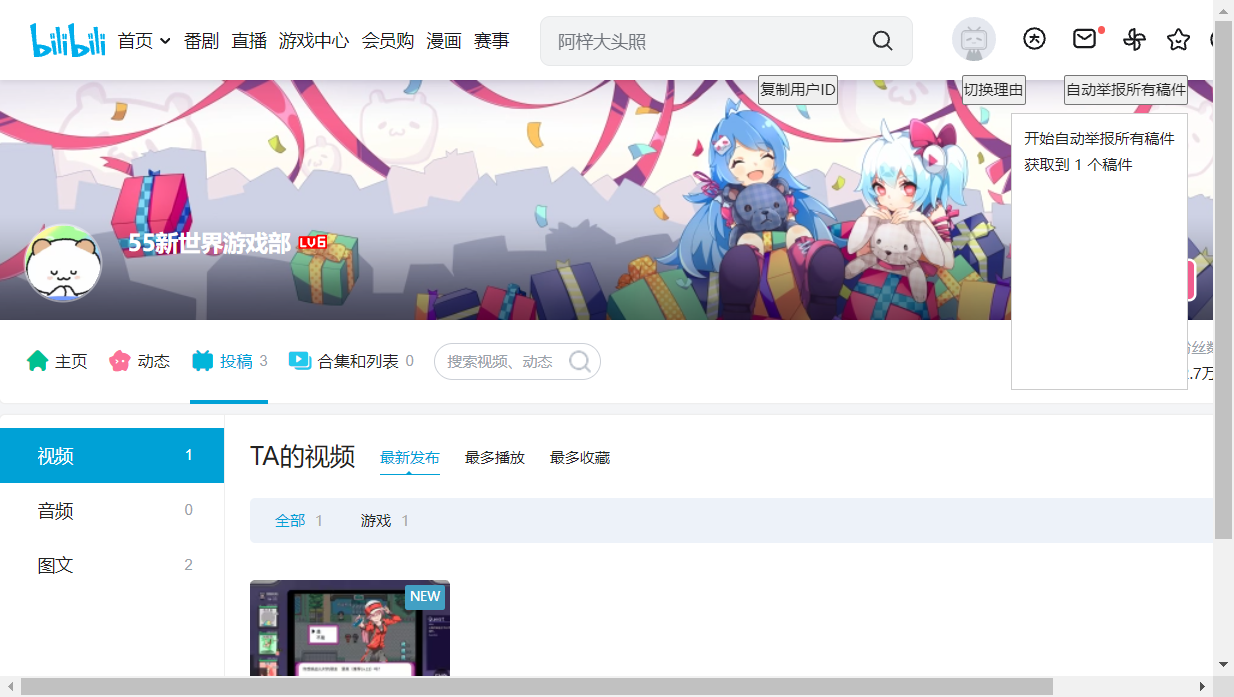 bilibili 首页 番剧 直播 游戏中心 会员购 漫画 赛事 阿梓大头照
复制用户ID 切换理由 自动举报所有稿件
开始自动举报所有稿件
获取到 1 个稿件
55新世界游戏部 LV6
主页 动态 投稿 3 合集和列表 0 搜索视频、动态
.7万
视频 1
音频 0
图文 2
TA的视频 最新发布 最多播放 最多收藏
全部 1 游戏 1
NEW